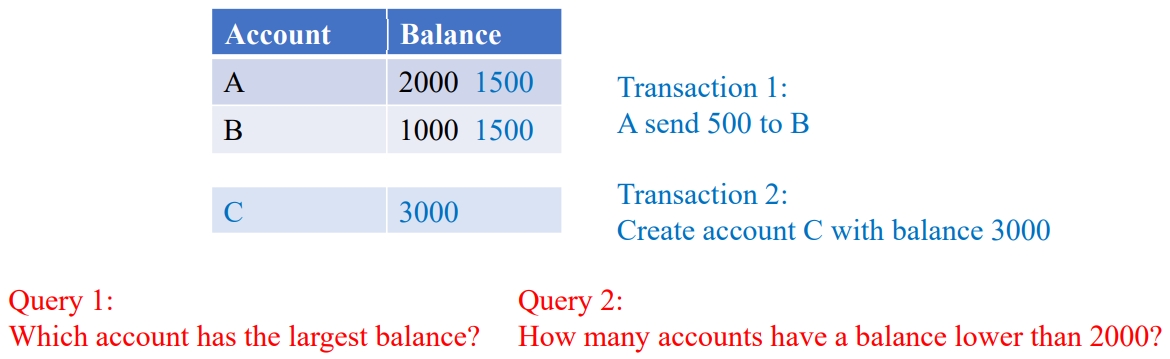 Account Balance
A 2000 1500
Transaction 1:
B 1000 1500
A send 500 to B
Transaction 2:
C 3000
Create account C with balance 3000
Query 1:
Which account has the largest balance?
Query 2:
How many accounts have a balance lower than 2000?